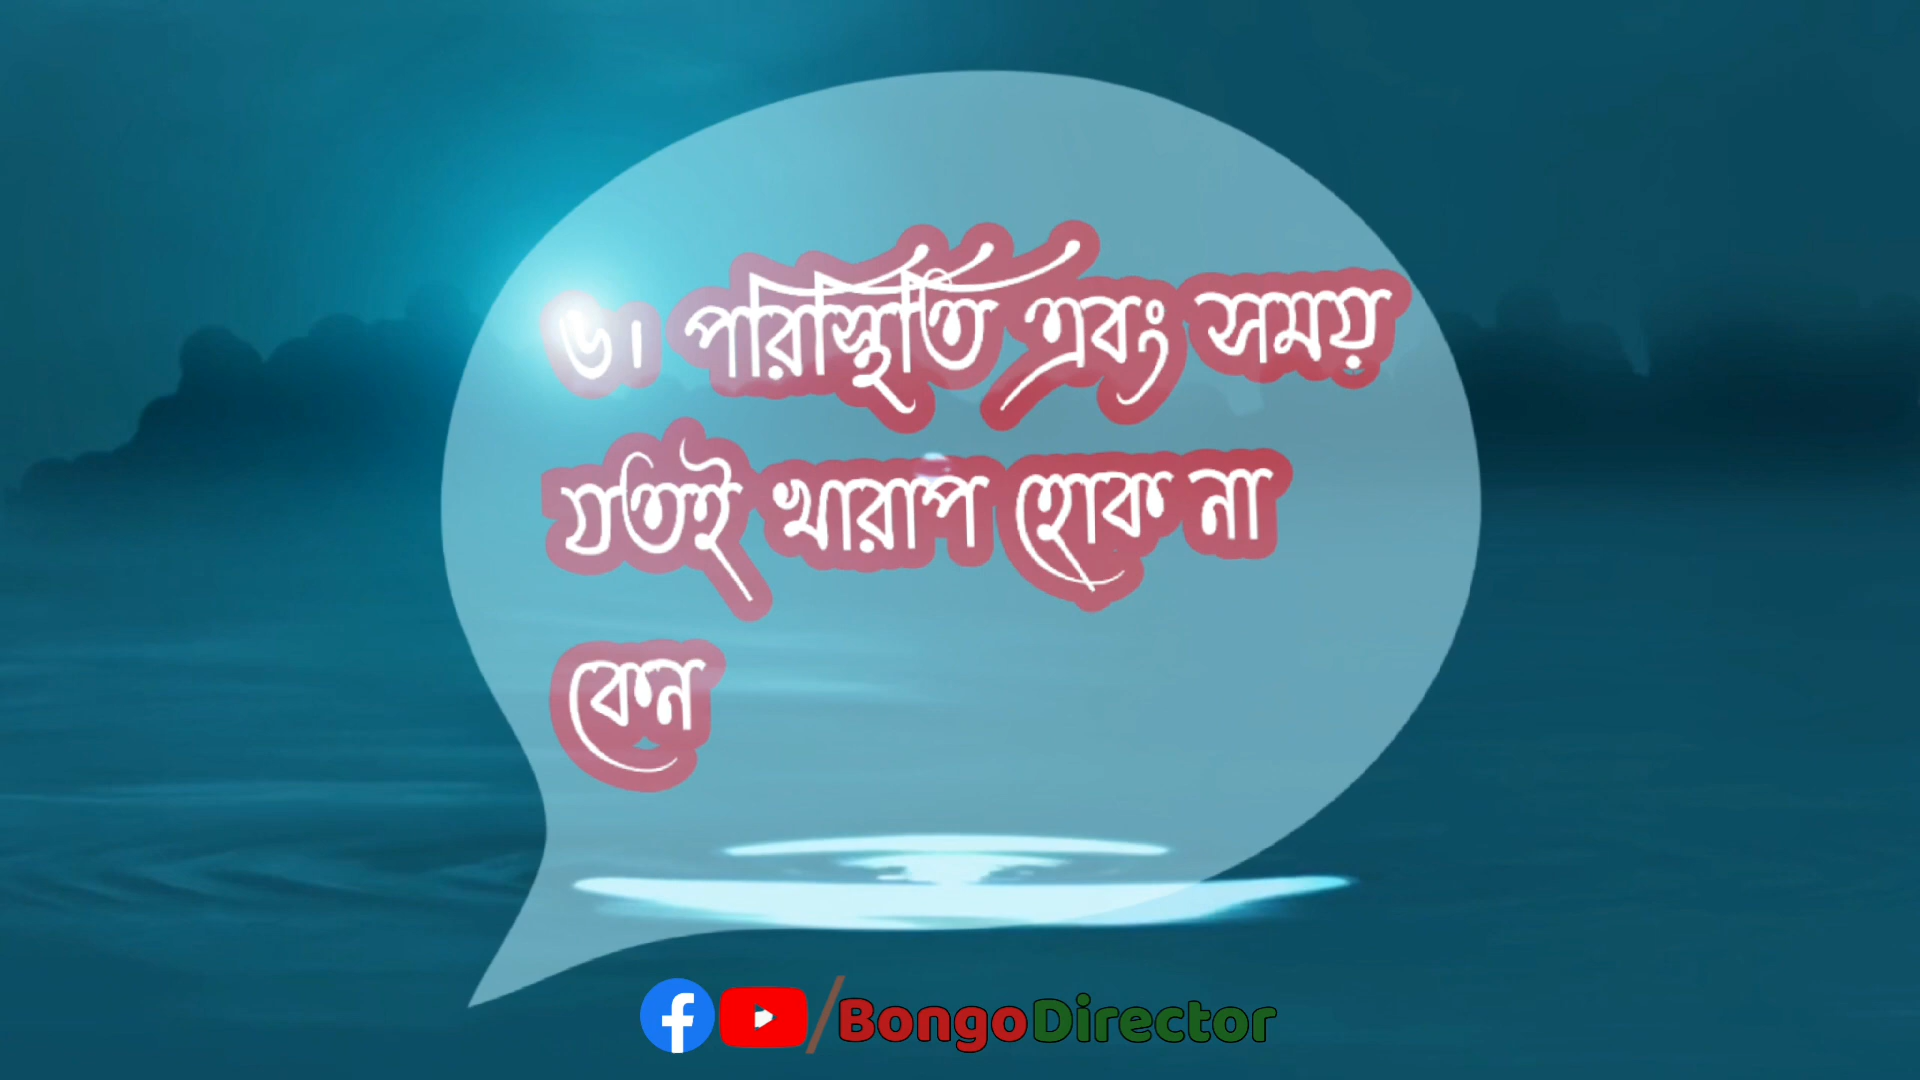 ৬। পরিস্থিতি এবং সময়
যতই খারাপ হোক না
কেন
/BongoDirector